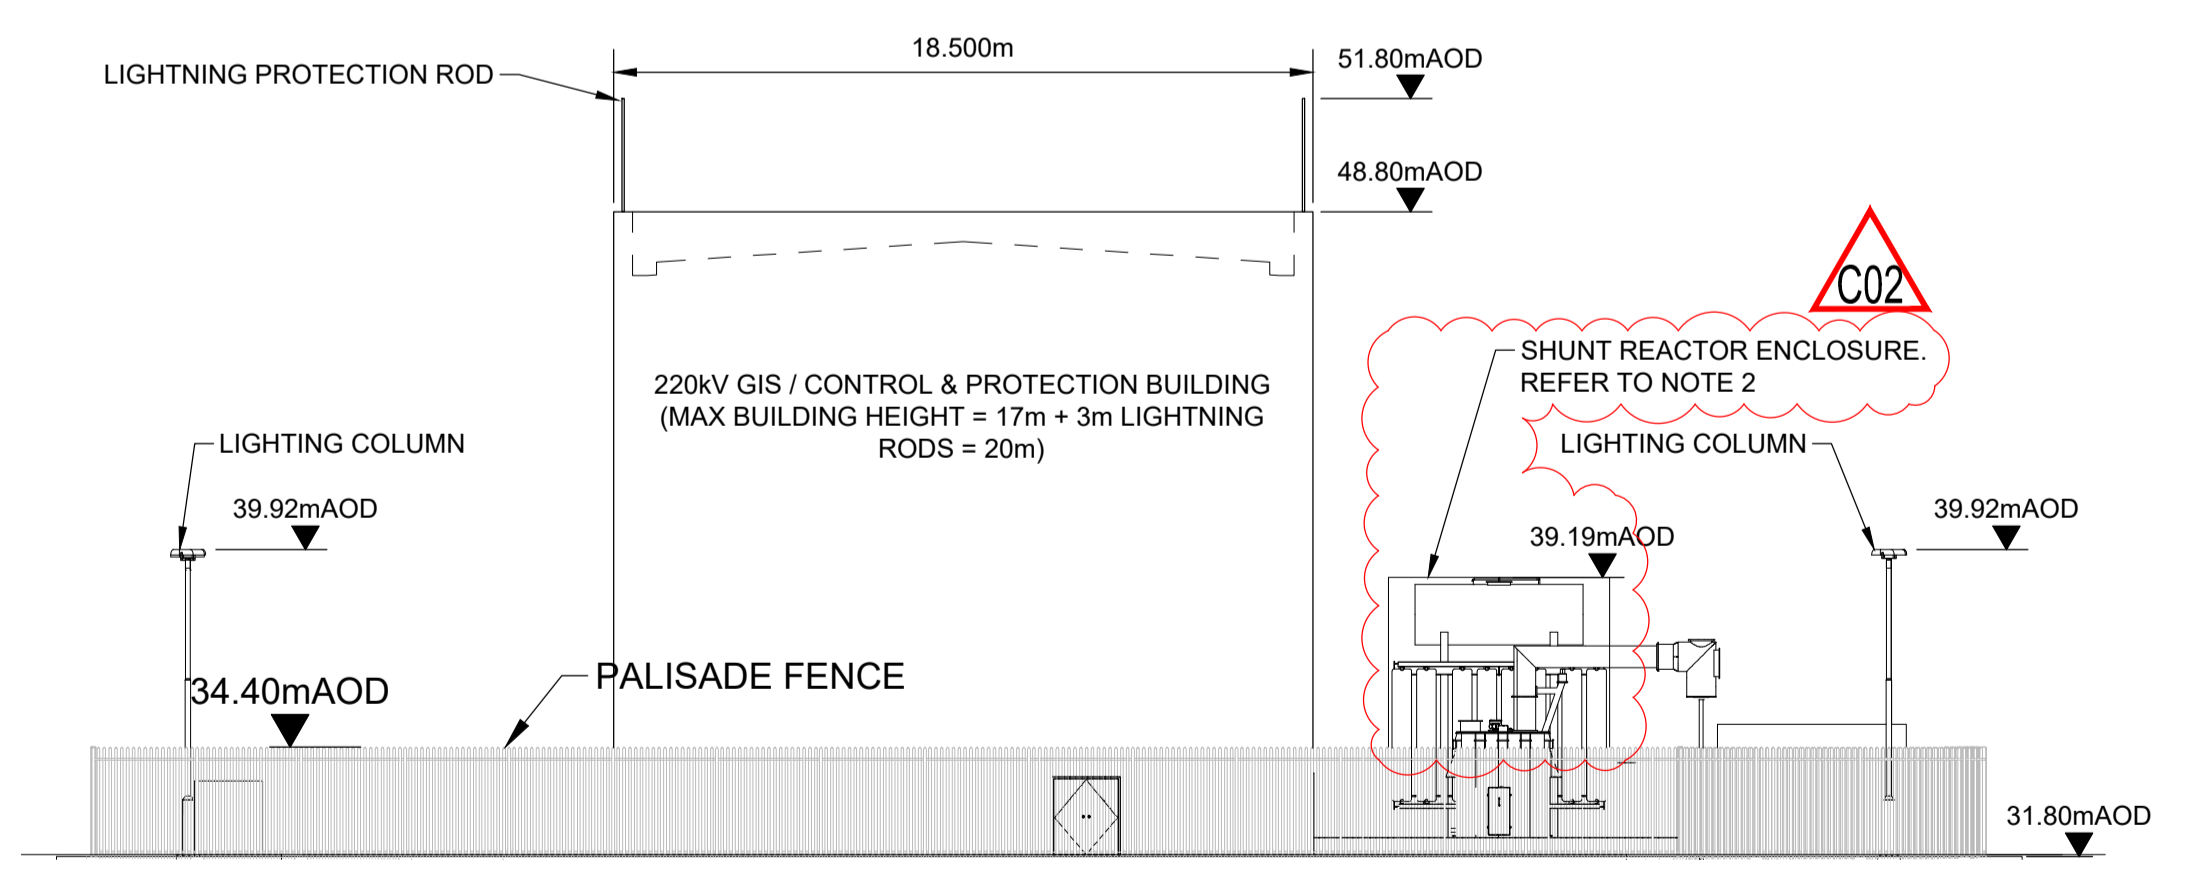 18.500m
51.80mAOD
LIGHTNING PROTECTION ROD
48.80mAOD
C02
SHUNT REACTOR ENCLOSURE.
REFER TO NOTE 2
220kV GIS / CONTROL & PROTECTION BUILDING
(MAX BUILDING HEIGHT = 17m + 3m LIGHTNING
RODS = 20m)
LIGHTING COLUMN
LIGHTING COLUMN
39.92mAOD
39.92mAOD
39.19mAOD
PALISADE FENCE
34.40mAOD
31.80mAOD